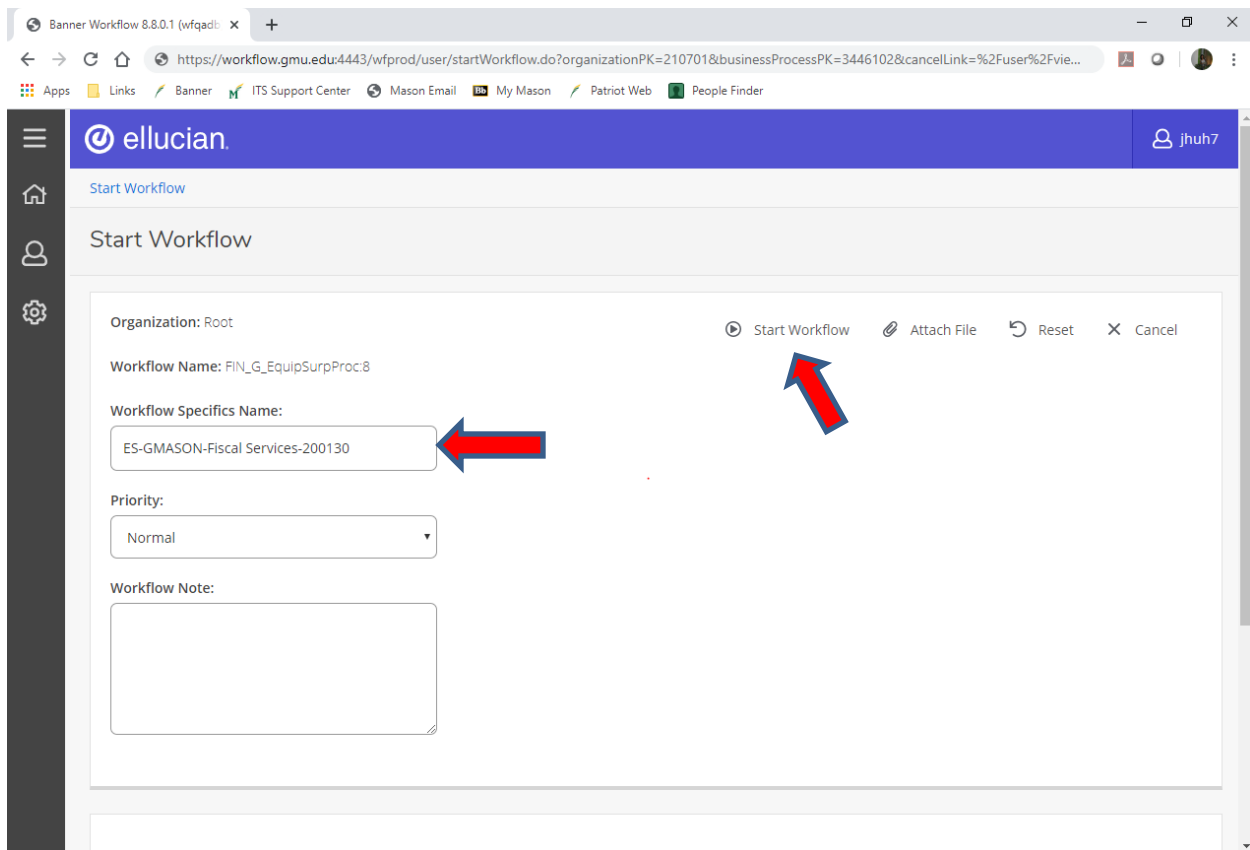 Banner Workflow 8.8.0.1 (wfqadb
https://workflow.gmu.edu:4443/wfprod/user/startWorkflow.do?organizationPK=210701&businessProcessPK=3446102&cancelLink=%2Fuser%2Fvie...
Apps Links Banner ITS Support Center Mason Email Bb My Mason Patriot Web People Finder
ellucian. jhuh7
Start Workflow
Start Workflow
Organization: Root
Start Workflow Attach File Reset Cancel
Workflow Name: FIN_G_EquipSurpProc:8
Workflow Specifics Name:
ES-GMASON-Fiscal Services-200130
Priority:
Normal
Workflow Note: